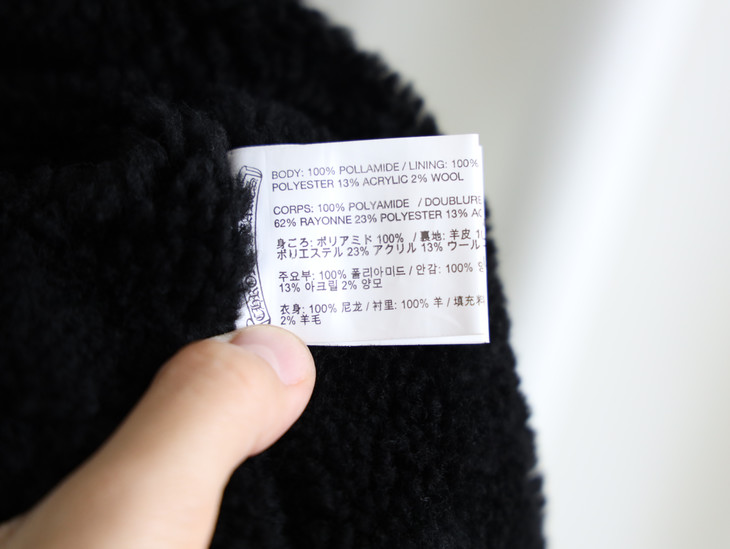 BODY: 100% POLLAMIDE / LINING: 100%
POLYESTER 13% ACRYLIC 2% WOOL
CORPS: 100% POLYAMIDE / DOUBLURE
62% RAYONNE 23% POLYESTER 13% AC
身ごろ: ポリアミド 100% / 裏地: 羊皮 10
ポリエステル 23% アクリル 13% ウール
주요부: 100% 폴리아미드 / 안감: 100%
13% 아크릴 2% 양모
衣身: 100% 尼龙 / 衬里: 100% 羊 / 填充料
2% 羊毛